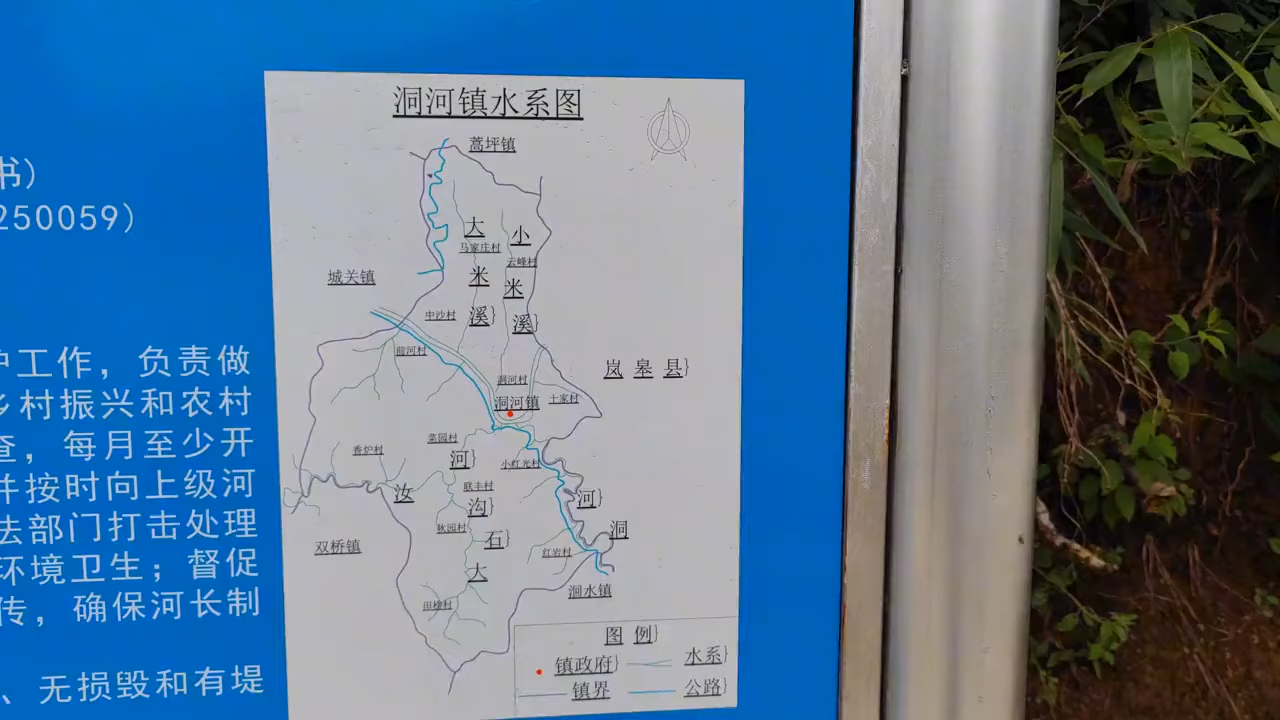 书)
250059)
护工作，负责做
乡村振兴和农村
查，每月至少开
并按时向上级河
法部门打击处理
环境卫生；督促
传，确保河长制
、无损毁和有堤
洞河镇水系图
蒿坪镇
大米溪}
小米溪}
马家庄村
云峰村
城关镇
中沙村
前河村
岚皋县}
洞河村
洞河镇
土家村
菜园村
香炉村
小红光村
汝河}
联丰村
洞河}
大石}沟}
双桥镇
红岩村
田榜村
洄水镇
图例}
镇政府}
水系}
镇界
公路}